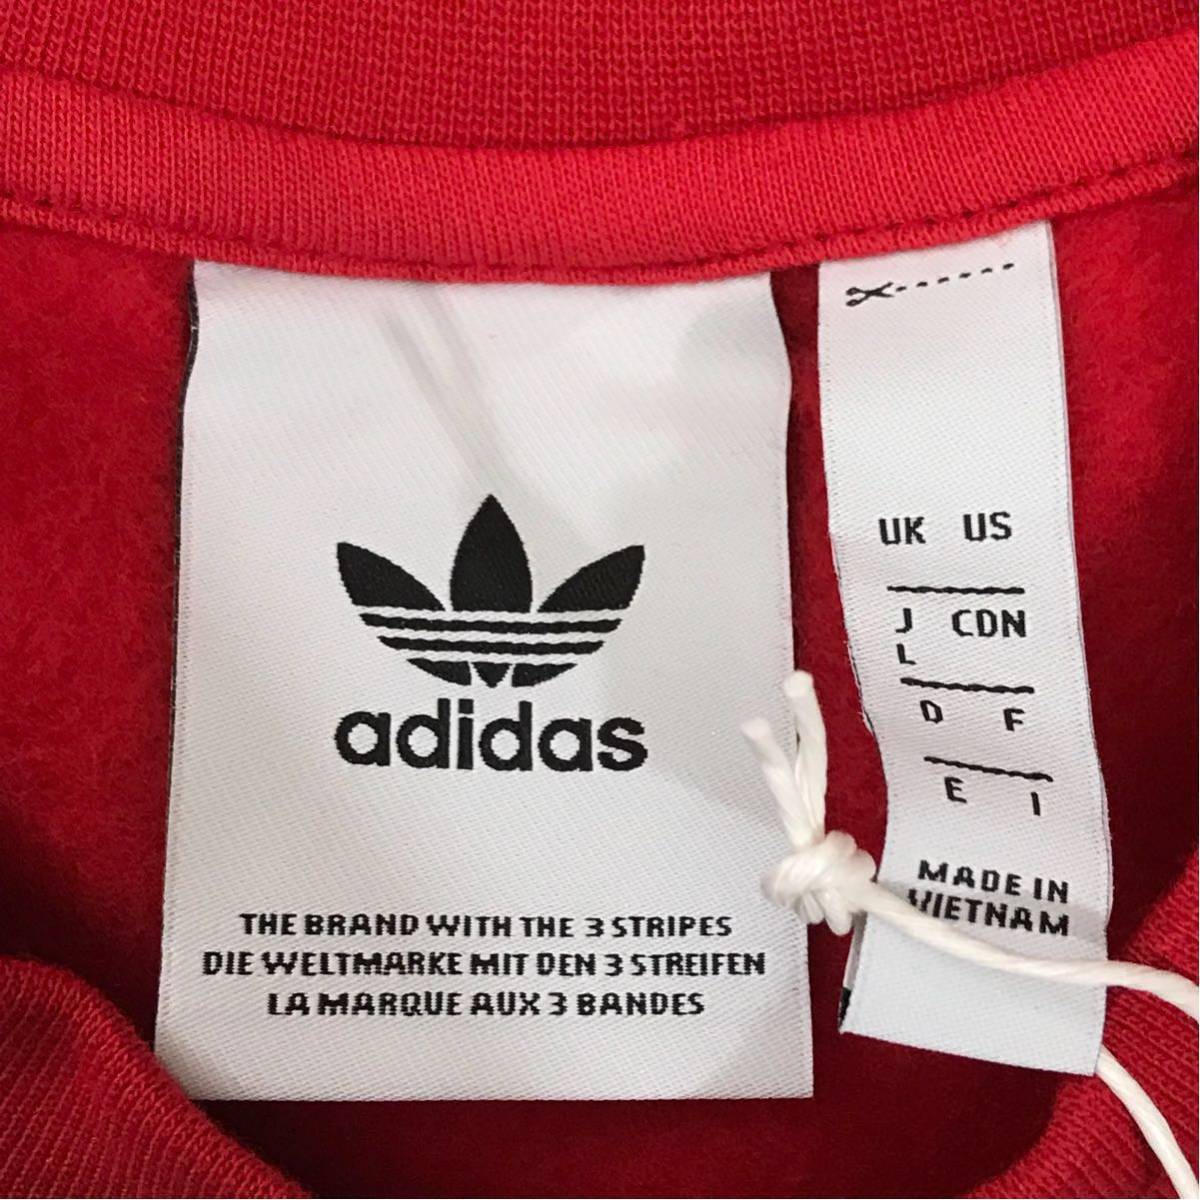 adidas
THE BRAND WITH THE 3 STRIPES
DIE WELTMARKE MIT DEN 3 STREIFEN
LA MARQUE AUX 3 BANDES
UK US
J CDN
L
D F
E I
MADE IN
VIETNAM